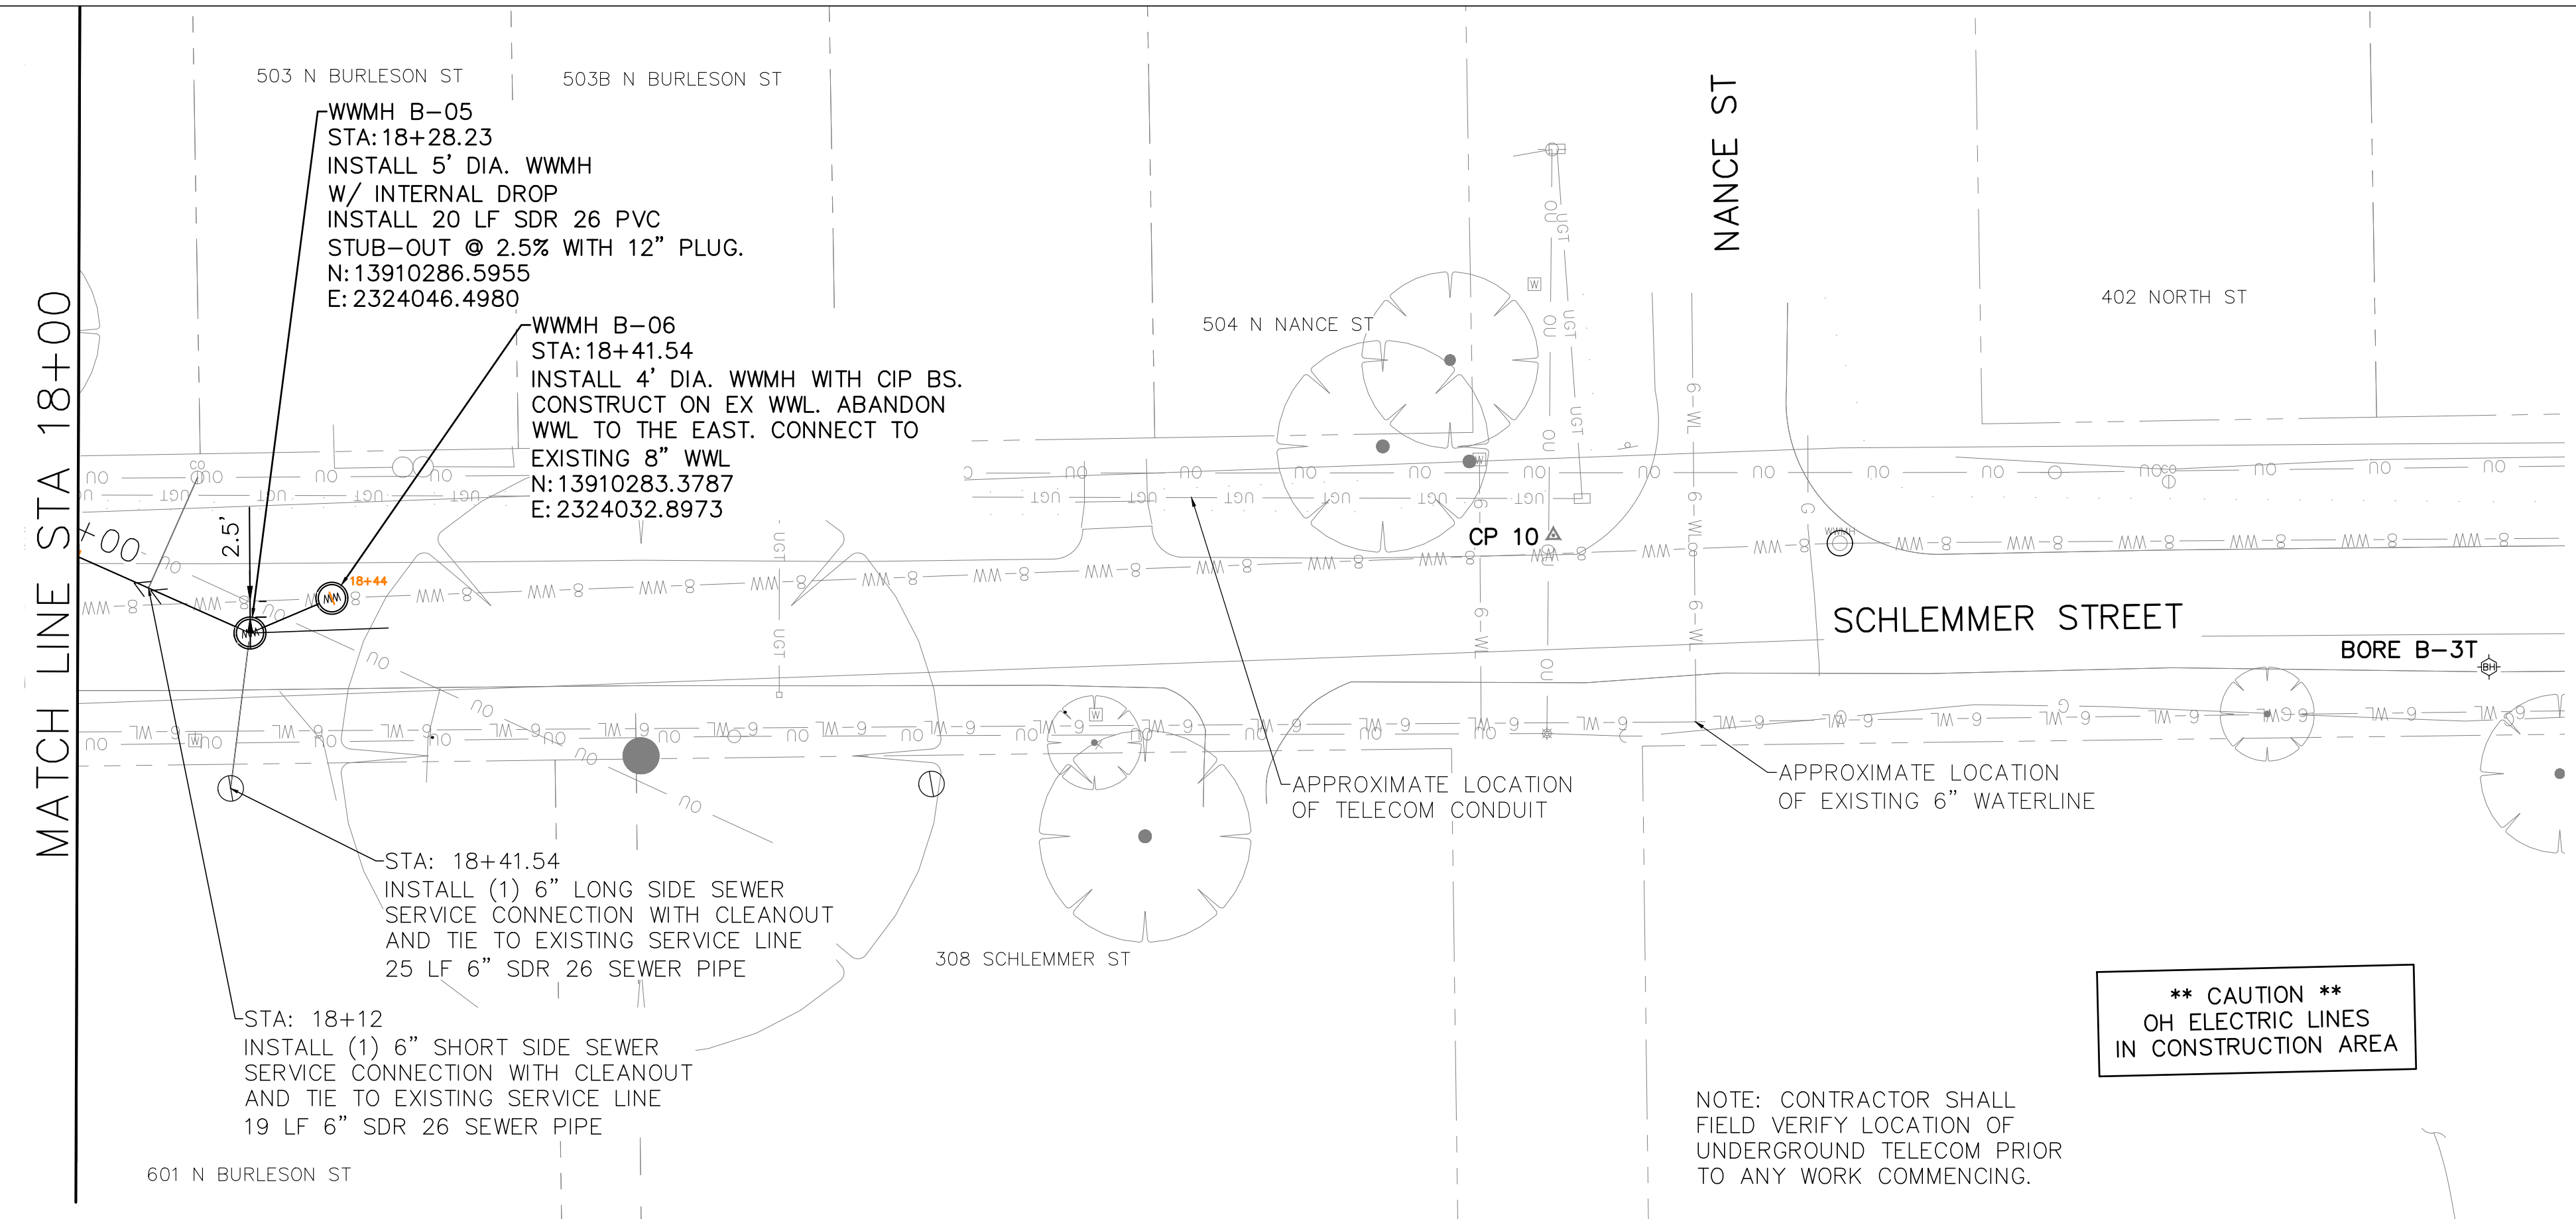 503 N BURLESON ST
503B N BURLESON ST
WWMH B-05
STA:18+28.23
INSTALL 5' DIA. WWMH
W/ INTERNAL DROP
INSTALL 20 LF SDR 26 PVC
STUB-OUT @ 2.5% WITH 12" PLUG.
N:13910286.5955
E:2324046.4980
WWMH B-06
STA:18+41.54
INSTALL 4' DIA. WWMH WITH CIP BS.
CONSTRUCT ON EX WWL. ABANDON
WWL TO THE EAST. CONNECT TO
EXISTING 8" WWL
N:13910283.3787
E:2324032.8973
MATCH LINE STA 18+00
+00
2.5'
18+44
504 N NANCE ST
NANCE ST
402 NORTH ST
CP 10
WWMH
SCHLEMMER STREET
BORE B-3T
BH
OU
UGT
8-WW
6-WL
G
W
APPROXIMATE LOCATION
OF TELECOM CONDUIT
APPROXIMATE LOCATION
OF EXISTING 6" WATERLINE
STA: 18+41.54
INSTALL (1) 6" LONG SIDE SEWER
SERVICE CONNECTION WITH CLEANOUT
AND TIE TO EXISTING SERVICE LINE
25 LF 6" SDR 26 SEWER PIPE
308 SCHLEMMER ST
STA: 18+12
INSTALL (1) 6" SHORT SIDE SEWER
SERVICE CONNECTION WITH CLEANOUT
AND TIE TO EXISTING SERVICE LINE
19 LF 6" SDR 26 SEWER PIPE
601 N BURLESON ST
** CAUTION **
OH ELECTRIC LINES
IN CONSTRUCTION AREA
NOTE: CONTRACTOR SHALL
FIELD VERIFY LOCATION OF
UNDERGROUND TELECOM PRIOR
TO ANY WORK COMMENCING.